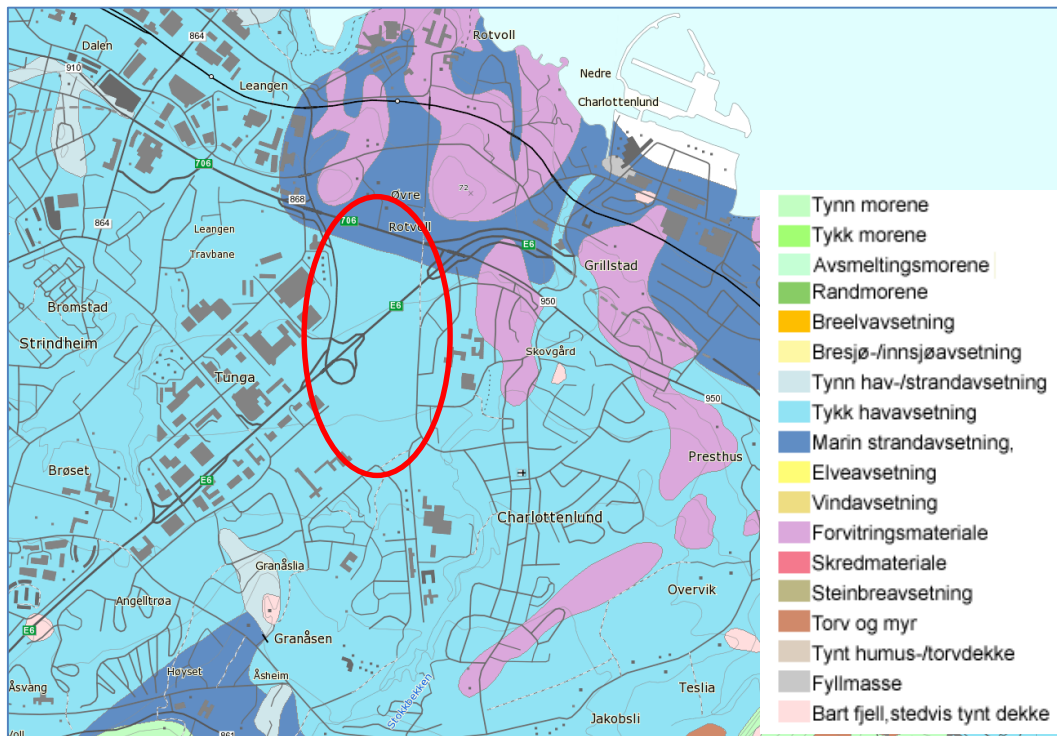 864
Rotvoll
Dalen
910
Leangen
Nedre
Charlottenlund
706
72
Øvre
868
864
706
Rotvoll
Leangen
Travbane
E6
Grillstad
Bromstad
E6
950
Strindheim
Skovgård
Tunga
950
Brøset
Presthus
E6
Charlottenlund
Granåslia
Overvik
Angelltrøa
E6
Granåsen
Høyset
Åsheim
Åsvang
Teslia
Stokkbekken
Jakobsli
861
Tynn morene
Tykk morene
Avsmeltingsmorene
Randmorene
Breelvavsetning
Bresjø-/innsjøavsetning
Tynn hav-/strandavsetning
Tykk havavsetning
Marin strandavsetning,
Elveavsetning
Vindavsetning
Forvitringsmateriale
Skredmateriale
Steinbreavsetning
Torv og myr
Tynt humus-/torvdekke
Fyllmasse
Bart fjell,stedvis tynt dekke